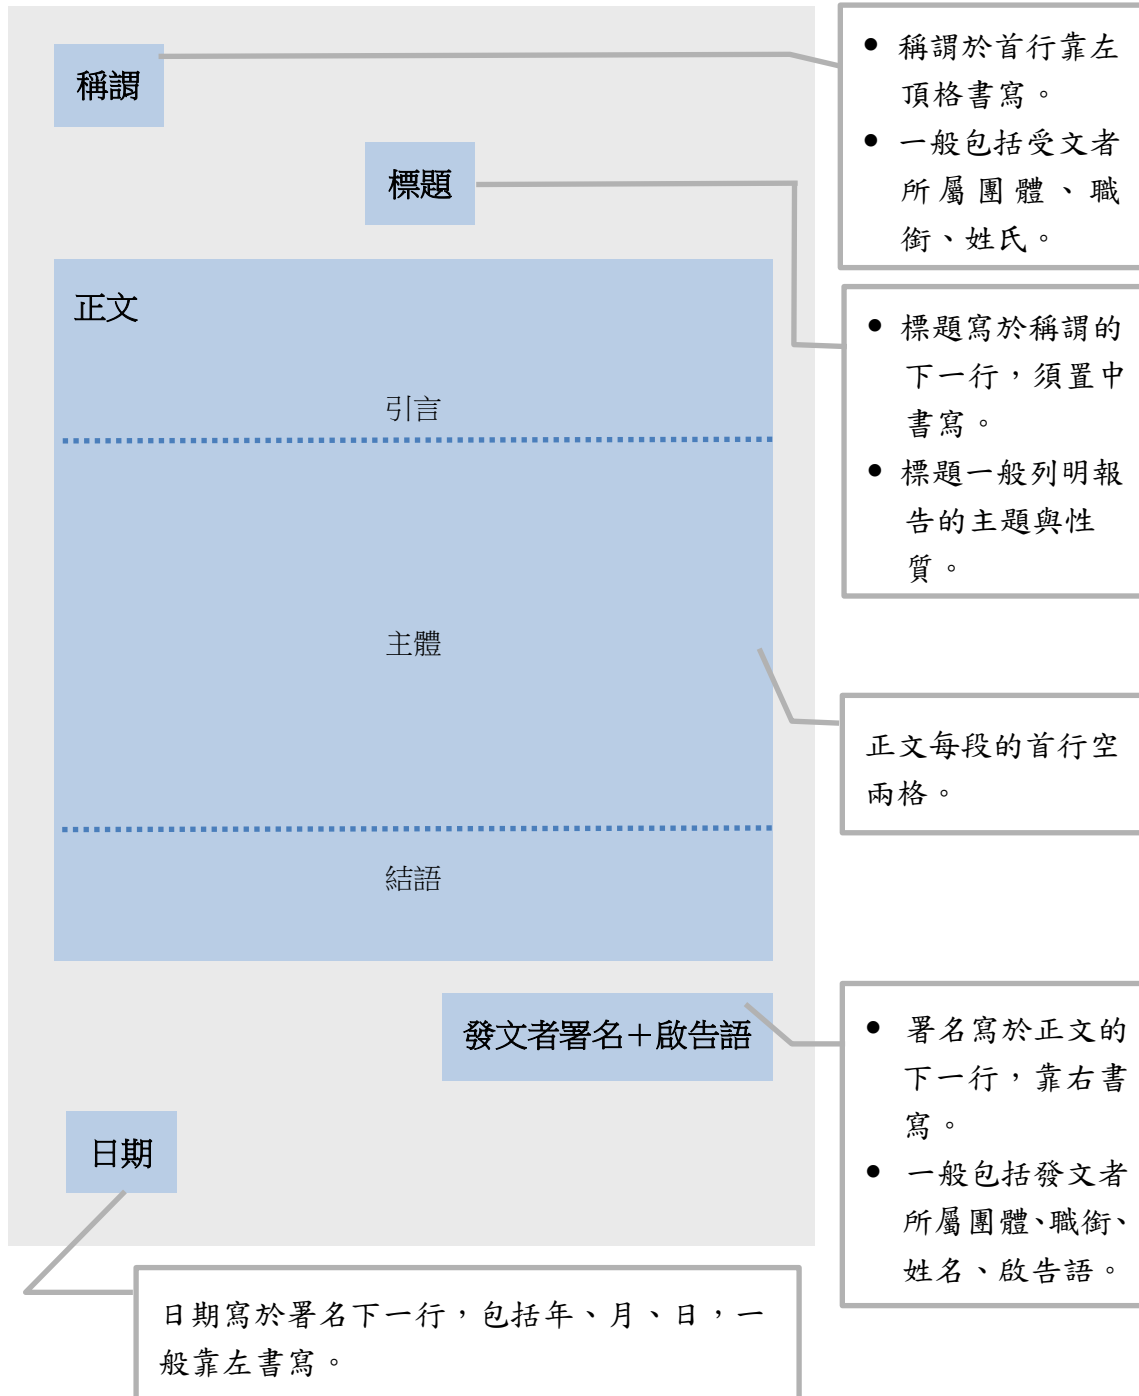 稱謂
標題
正文
引言
主體
結語
發文者署名＋啟告語
日期
● 稱謂於首行靠左
頂格書寫。
● 一般包括受文者
所屬團體、職
銜、姓氏。
● 標題寫於稱謂的
下一行，須置中
書寫。
● 標題一般列明報
告的主題與性
質。
正文每段的首行空
兩格。
● 署名寫於正文的
下一行，靠右書
寫。
● 一般包括發文者
所屬團體、職銜、
姓名、啟告語。
日期寫於署名下一行，包括年、月、日，一
般靠左書寫。